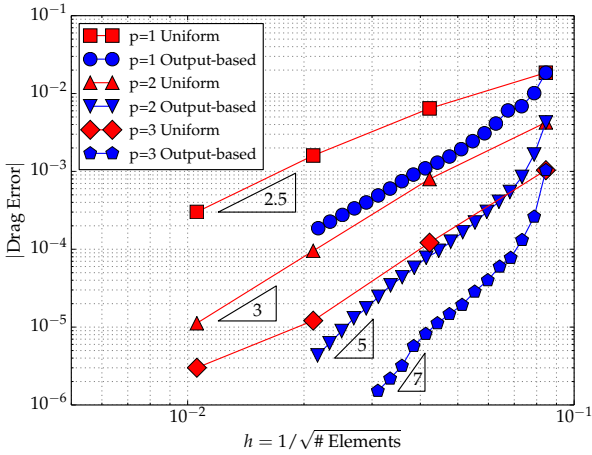 10⁻¹
10⁻²
10⁻³
10⁻⁴
10⁻⁵
10⁻⁶
|Drag Error|
p=1 Uniform
p=1 Output-based
p=2 Uniform
p=2 Output-based
p=3 Uniform
p=3 Output-based
2.5
3
5
7
10⁻²
10⁻¹
h = 1/√# Elements